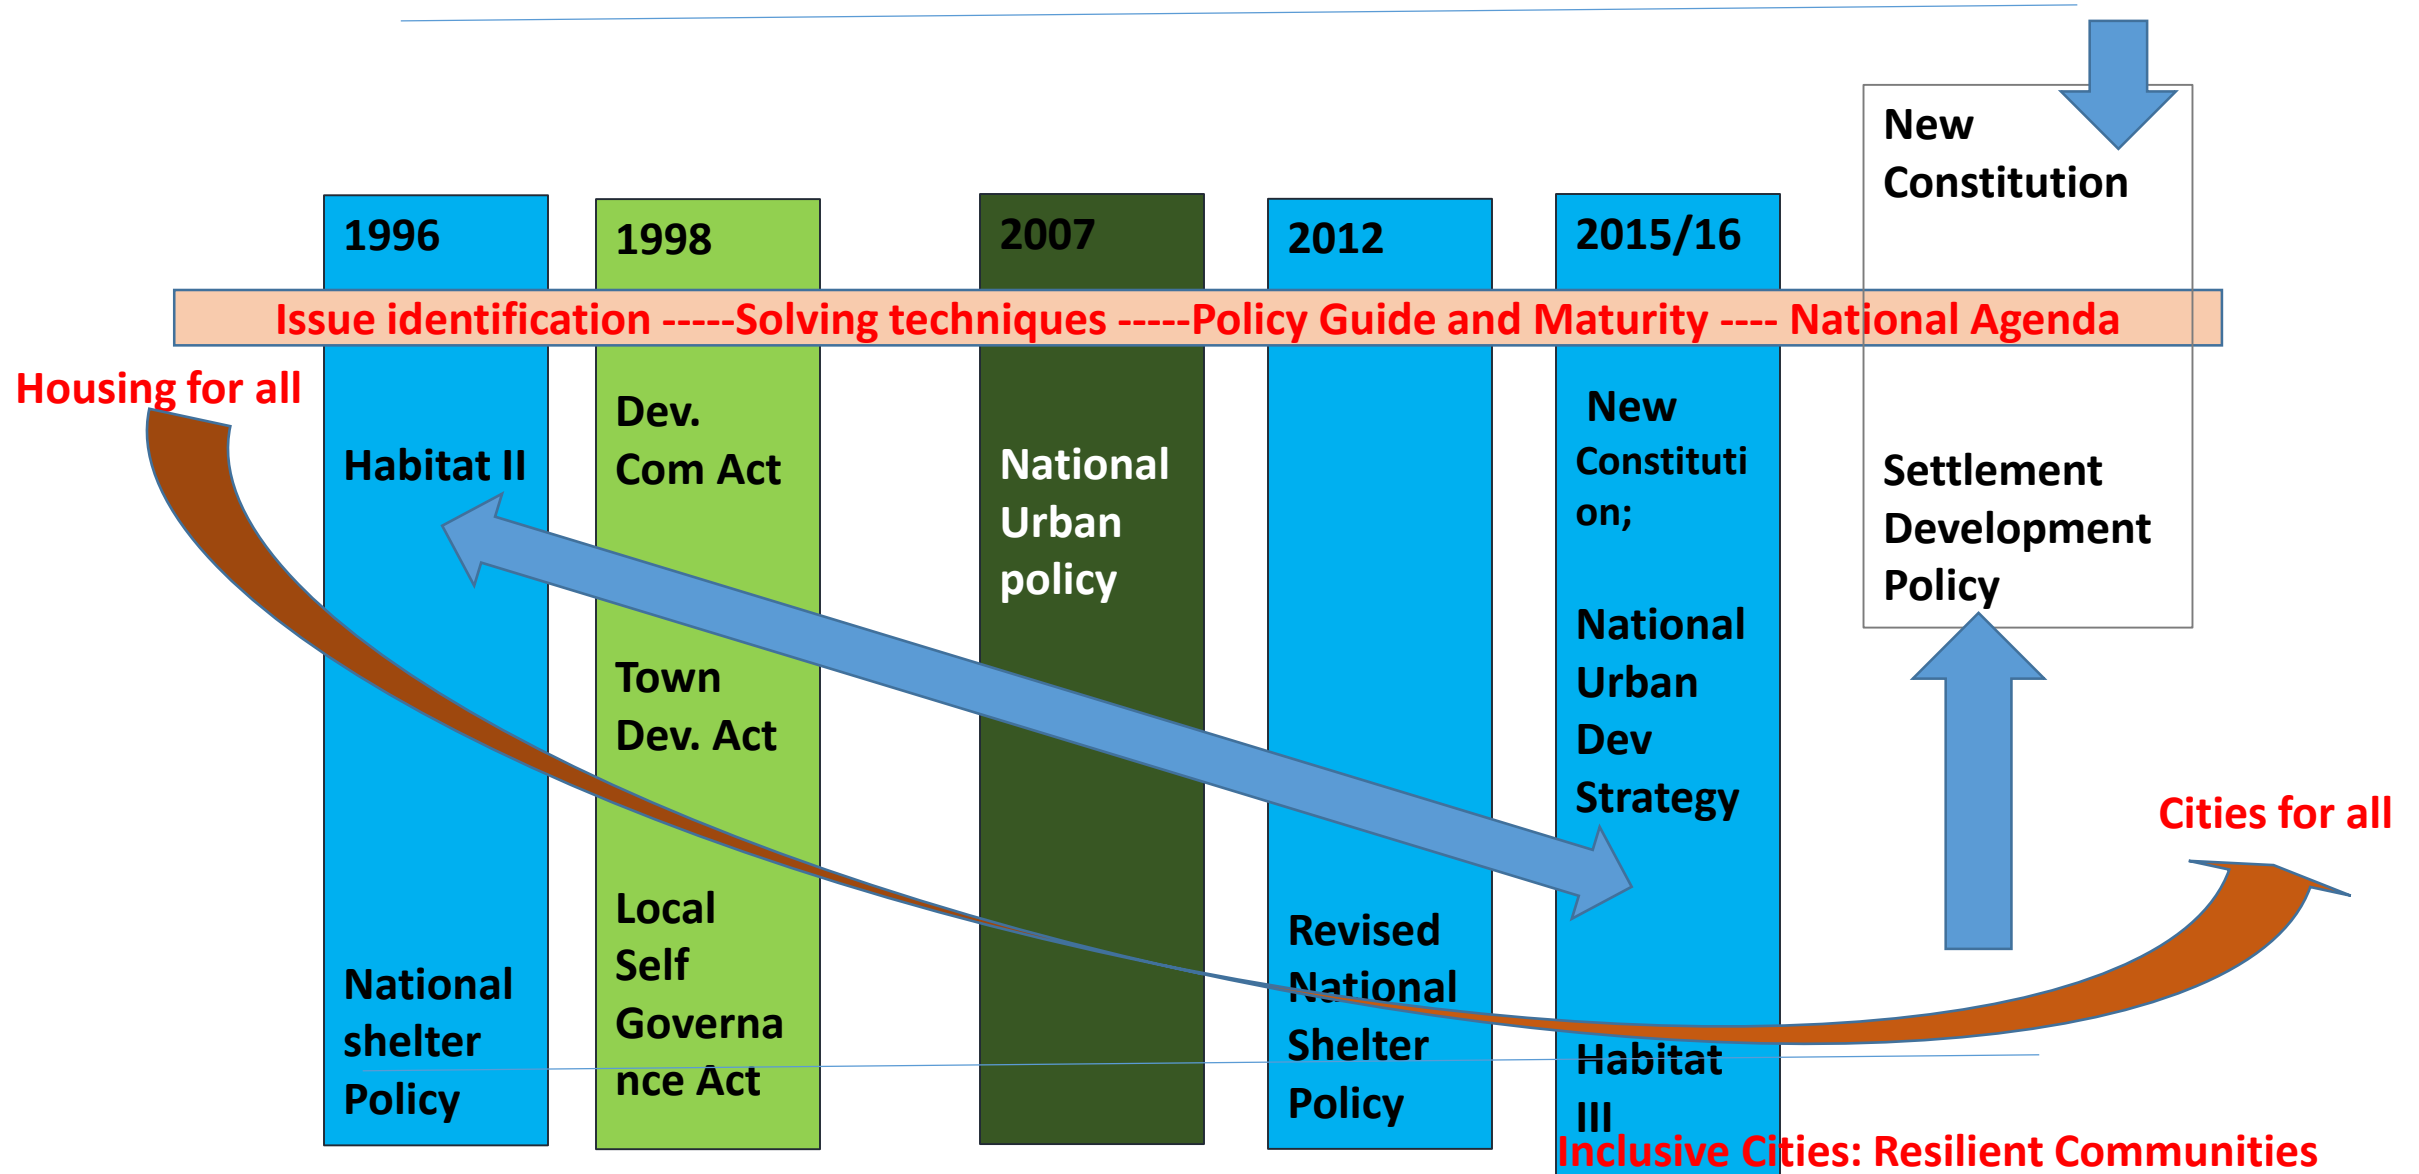 New
Constitution
1996
1998
2007
2012
2015/16
Issue identification -----Solving techniques -----Policy Guide and Maturity ---- National Agenda
Housing for all
Habitat II
National
shelter
Policy
Dev.
Com Act
Town
Dev. Act
Local
Self
Governa
nce Act
National
Urban
policy
Revised
National
Shelter
Policy
New
Constituti
on;
National
Urban
Dev
Strategy
Habitat
III
Settlement
Development
Policy
Cities for all
Inclusive Cities: Resilient Communities